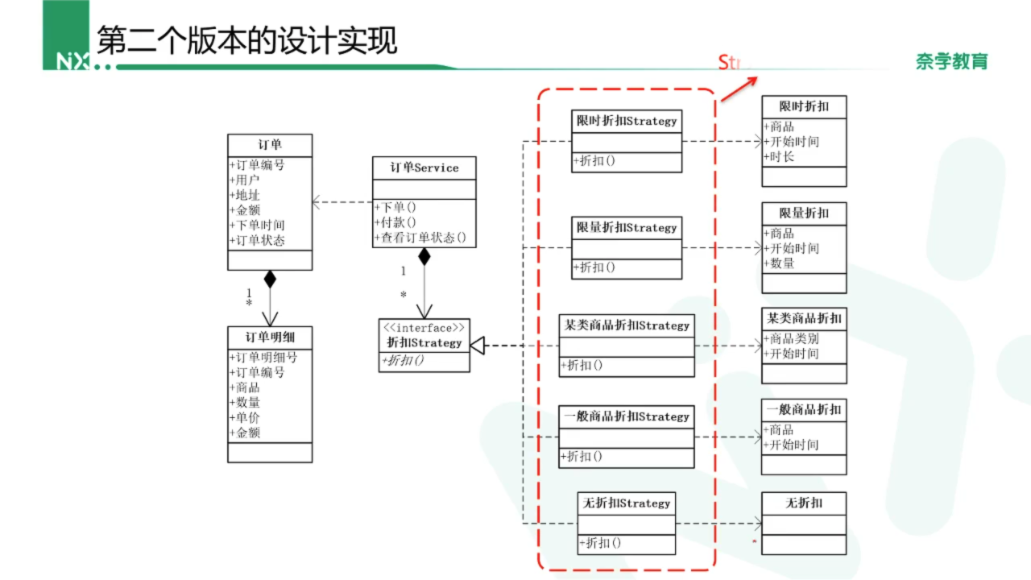 第二个版本的设计实现
NiX
奈学教育
Str
订单
+订单编号
+用户
+地址
+金额
+下单时间
+订单状态
1
*
订单明细
+订单明细号
+订单编号
+商品
+数量
+单价
+金额
订单Service
+下单()
+付款()
+查看订单状态()
1
*
<<interface>>
折扣Strategy
+折扣()
限时折扣Strategy
+折扣()
限量折扣Strategy
+折扣()
某类商品折扣Strategy
+折扣()
一般商品折扣Strategy
+折扣()
无折扣Strategy
+折扣()
限时折扣
+商品
+开始时间
+时长
限量折扣
+商品
+开始时间
+数量
某类商品折扣
+商品类别
+开始时间
一般商品折扣
+商品
+开始时间
无折扣